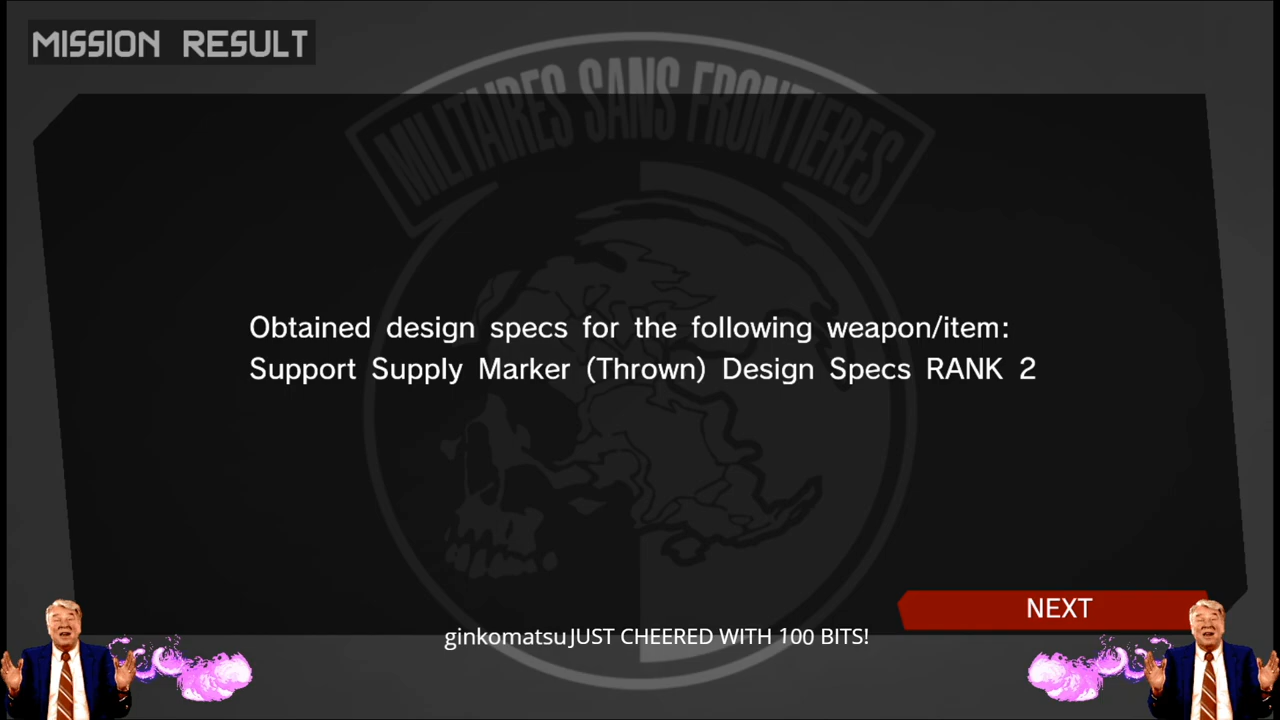 MISSION RESULT
MILITAIRES SANS FRONTIERES
Obtained design specs for the following weapon/item:
Support Supply Marker (Thrown) Design Specs RANK 2
NEXT
ginkomatsu JUST CHEERED WITH 100 BITS!